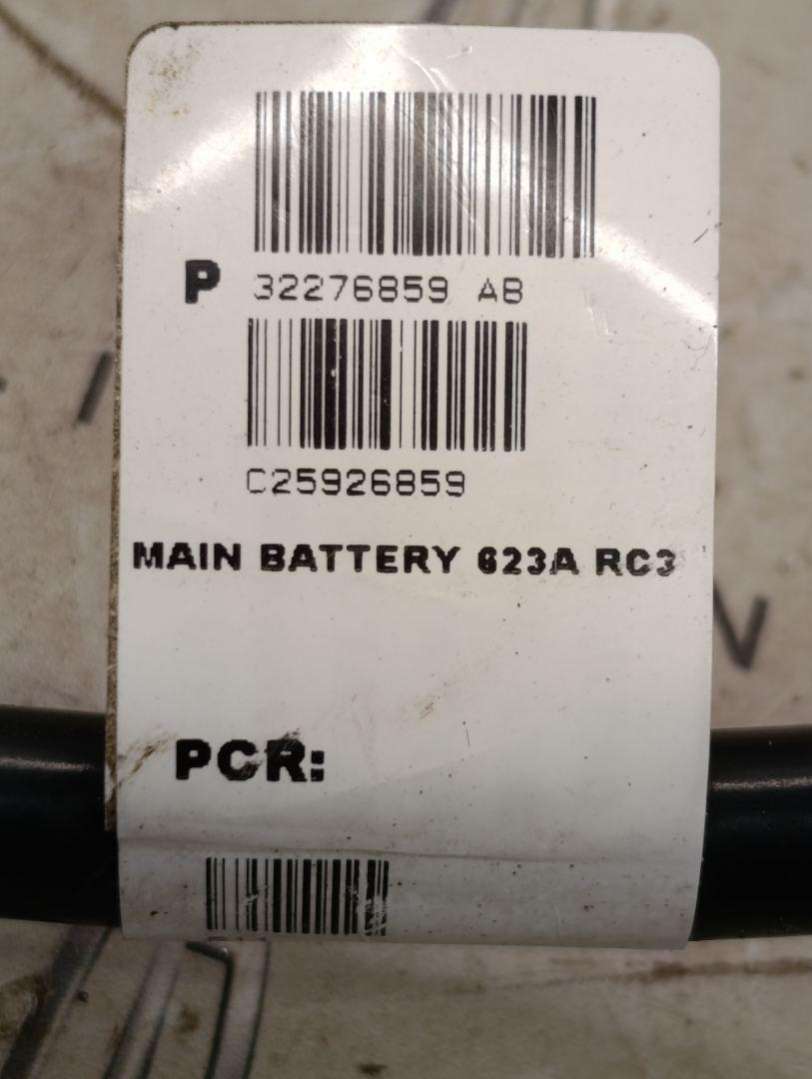 P 32276859 AB
C25926859
MAIN BATTERY 623A RC3
PCR: